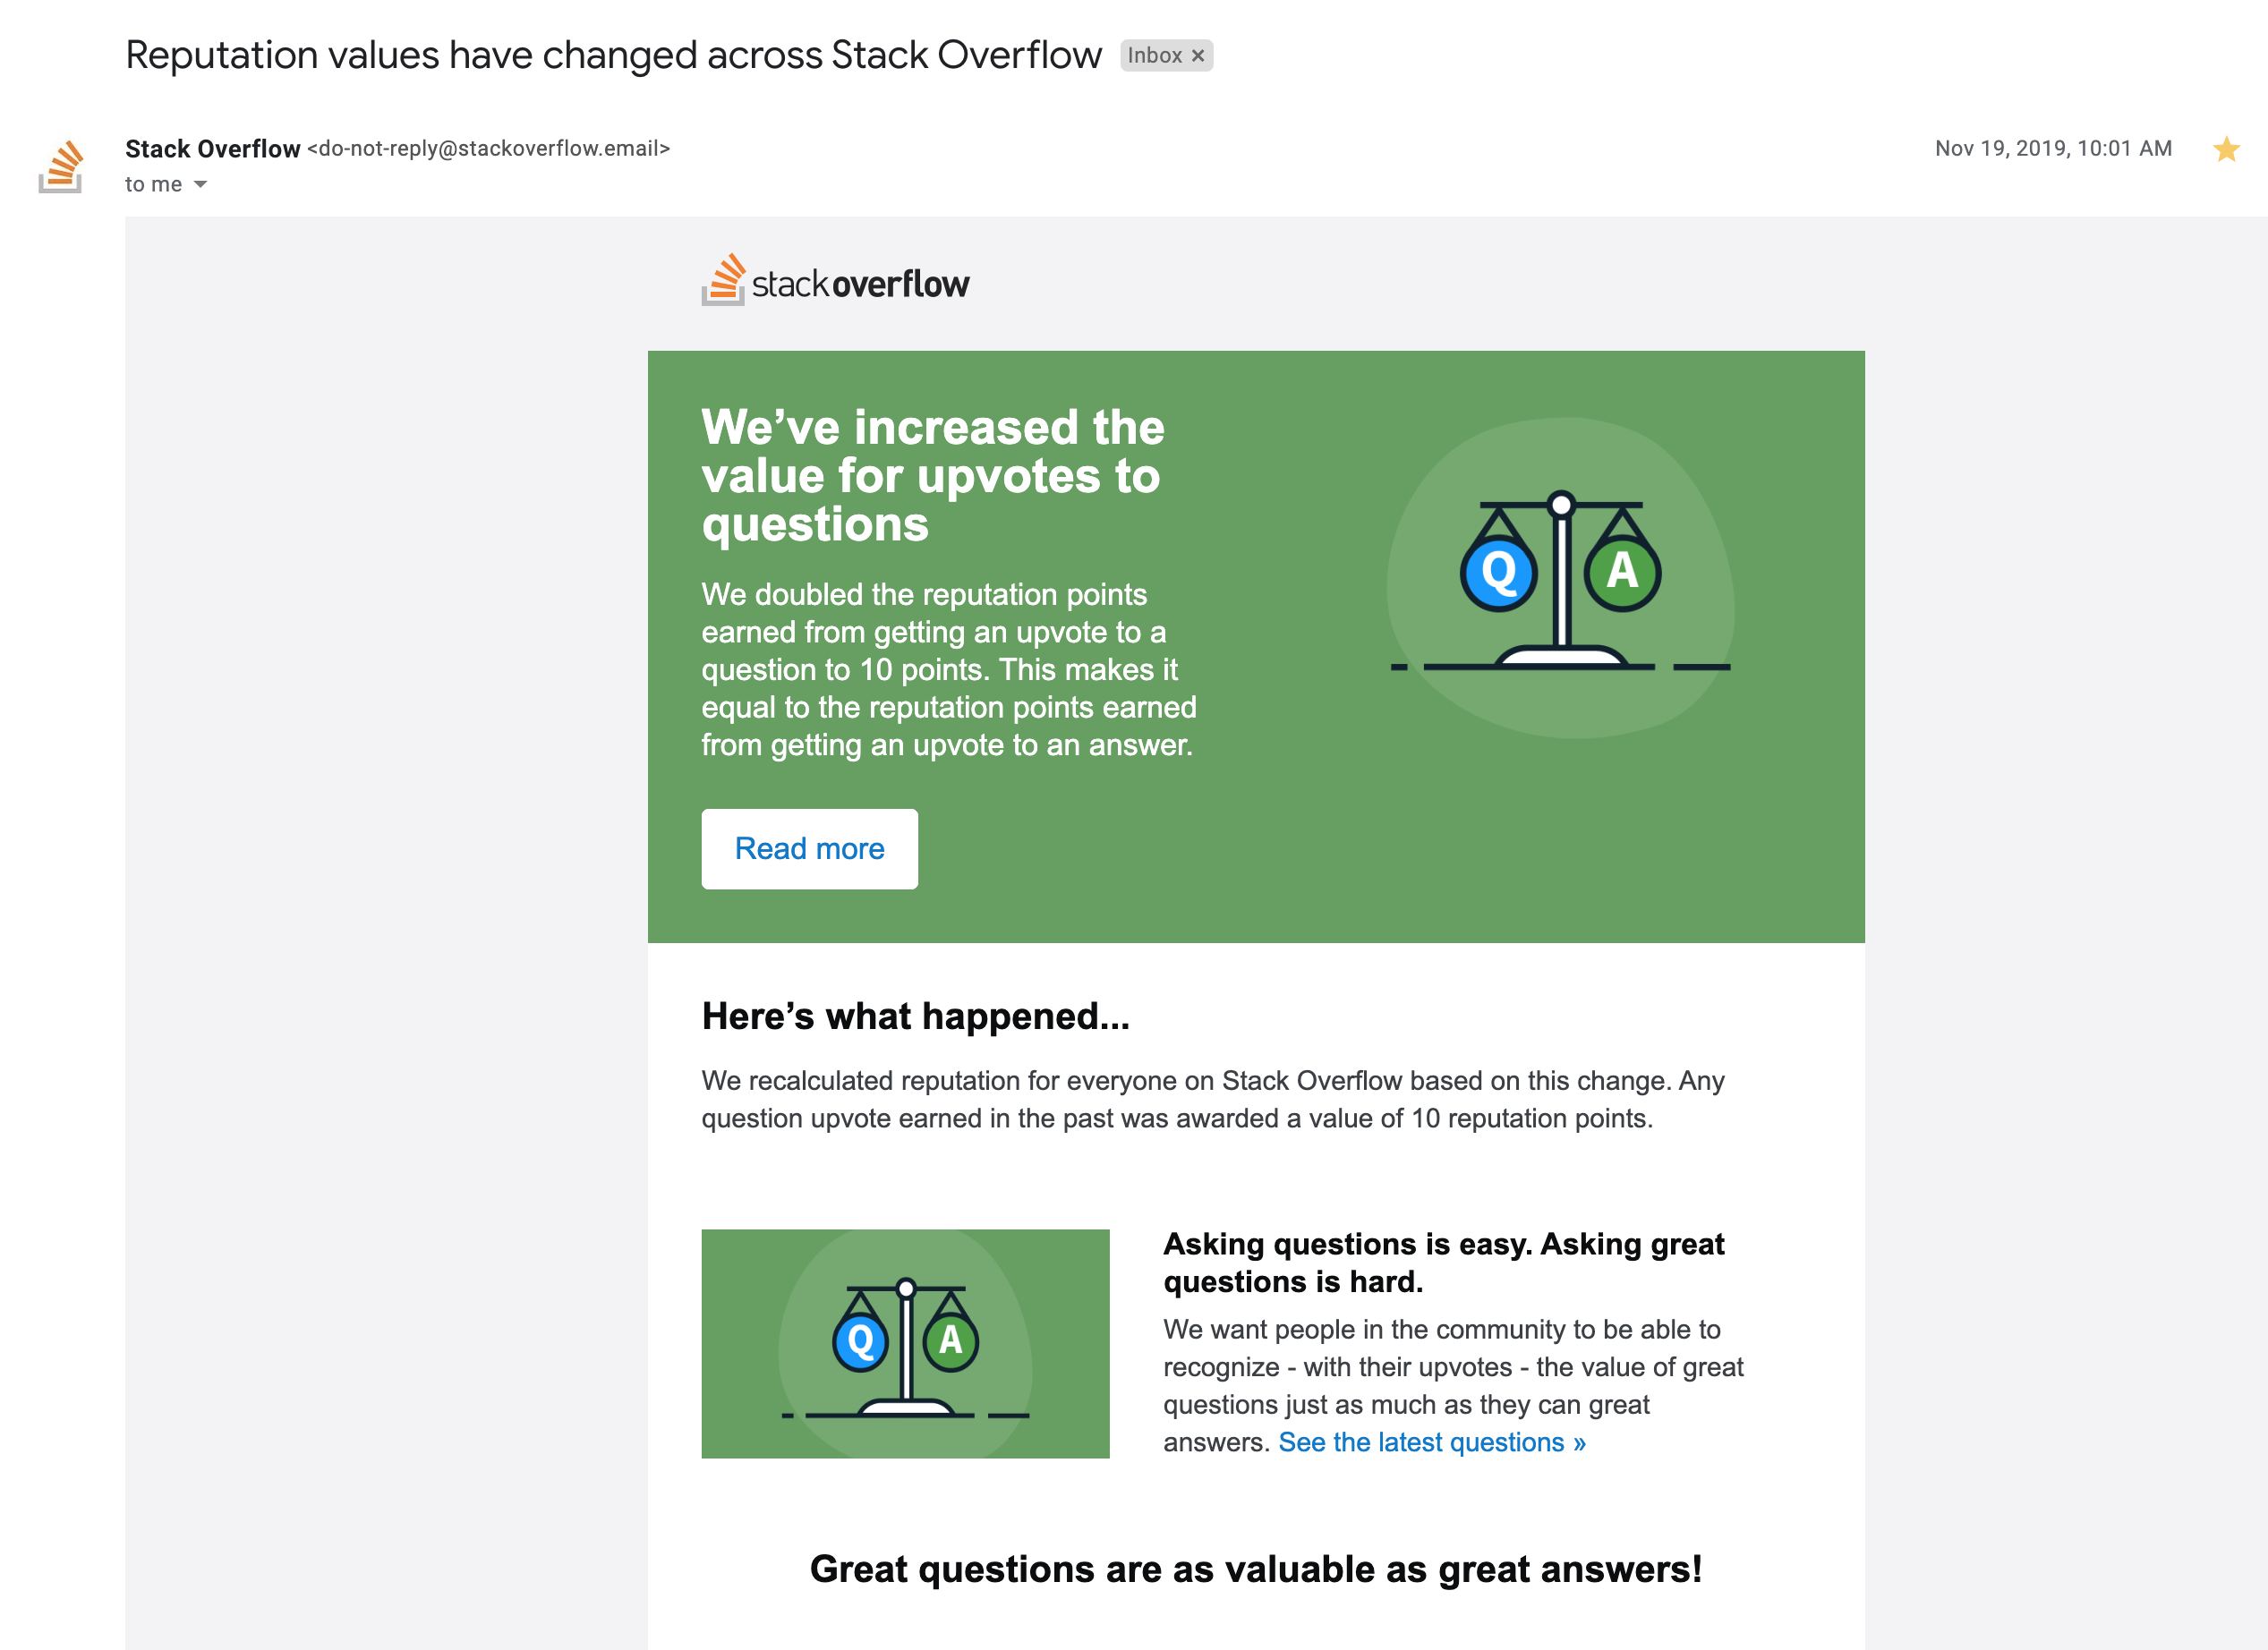 Reputation values have changed across Stack Overflow Inbox ×
Stack Overflow <do-not-reply@stackoverflow.email> Nov 19, 2019, 10:01 AM
to me
stackoverflow
We’ve increased the
value for upvotes to
questions
We doubled the reputation points
earned from getting an upvote to a
question to 10 points. This makes it
equal to the reputation points earned
from getting an upvote to an answer.
Q A
Read more
Here’s what happened...
We recalculated reputation for everyone on Stack Overflow based on this change. Any
question upvote earned in the past was awarded a value of 10 reputation points.
Q A
Asking questions is easy. Asking great
questions is hard.
We want people in the community to be able to
recognize - with their upvotes - the value of great
questions just as much as they can great
answers. See the latest questions »
Great questions are as valuable as great answers!